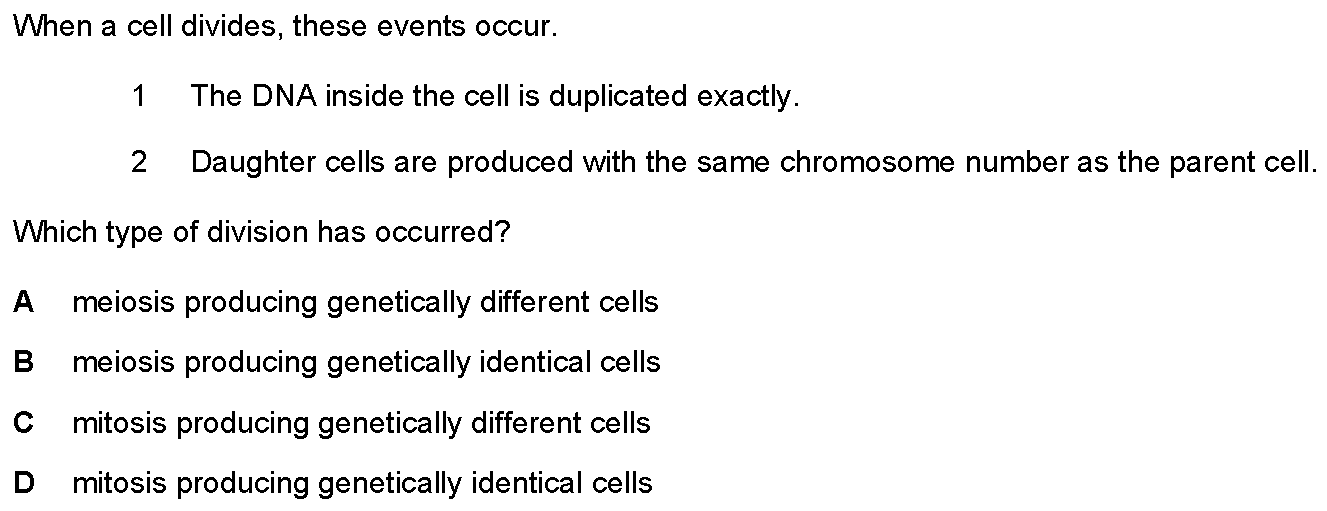 When a cell divides, these events occur.
1 The DNA inside the cell is duplicated exactly.
2 Daughter cells are produced with the same chromosome number as the parent cell.
Which type of division has occurred?
A meiosis producing genetically different cells
B meiosis producing genetically identical cells
C mitosis producing genetically different cells
D mitosis producing genetically identical cells